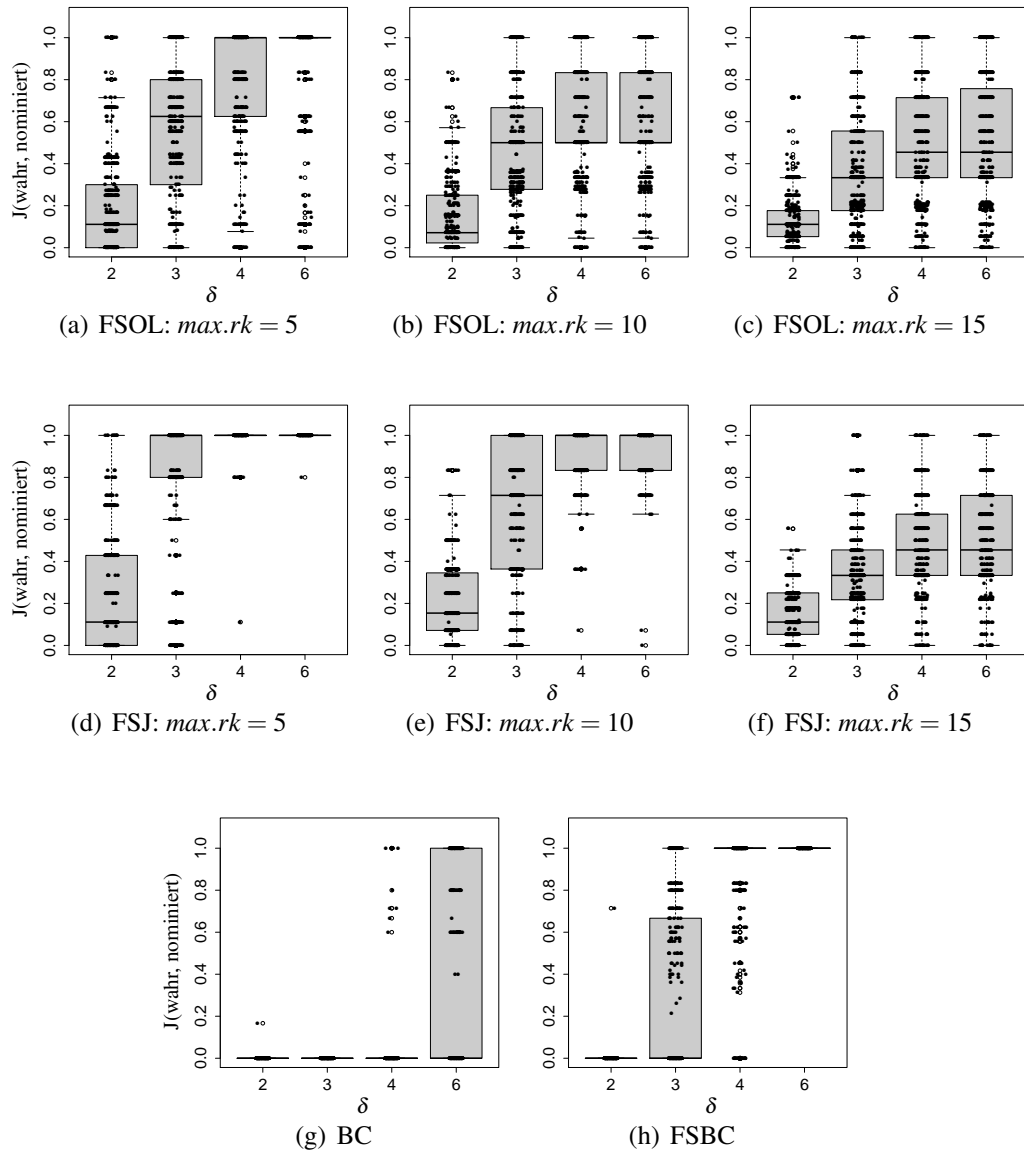 J(wahr, nominiert)
0.0 0.2 0.4 0.6 0.8 1.0
2 3 4 6
δ
(a) FSOL: max.rk = 5
0.0 0.2 0.4 0.6 0.8 1.0
2 3 4 6
δ
(b) FSOL: max.rk = 10
0.0 0.2 0.4 0.6 0.8 1.0
2 3 4 6
δ
(c) FSOL: max.rk = 15
J(wahr, nominiert)
0.0 0.2 0.4 0.6 0.8 1.0
2 3 4 6
δ
(d) FSJ: max.rk = 5
0.0 0.2 0.4 0.6 0.8 1.0
2 3 4 6
δ
(e) FSJ: max.rk = 10
0.0 0.2 0.4 0.6 0.8 1.0
2 3 4 6
δ
(f) FSJ: max.rk = 15
J(wahr, nominiert)
0.0 0.2 0.4 0.6 0.8 1.0
2 3 4 6
δ
(g) BC
0.0 0.2 0.4 0.6 0.8 1.0
2 3 4 6
δ
(h) FSBC